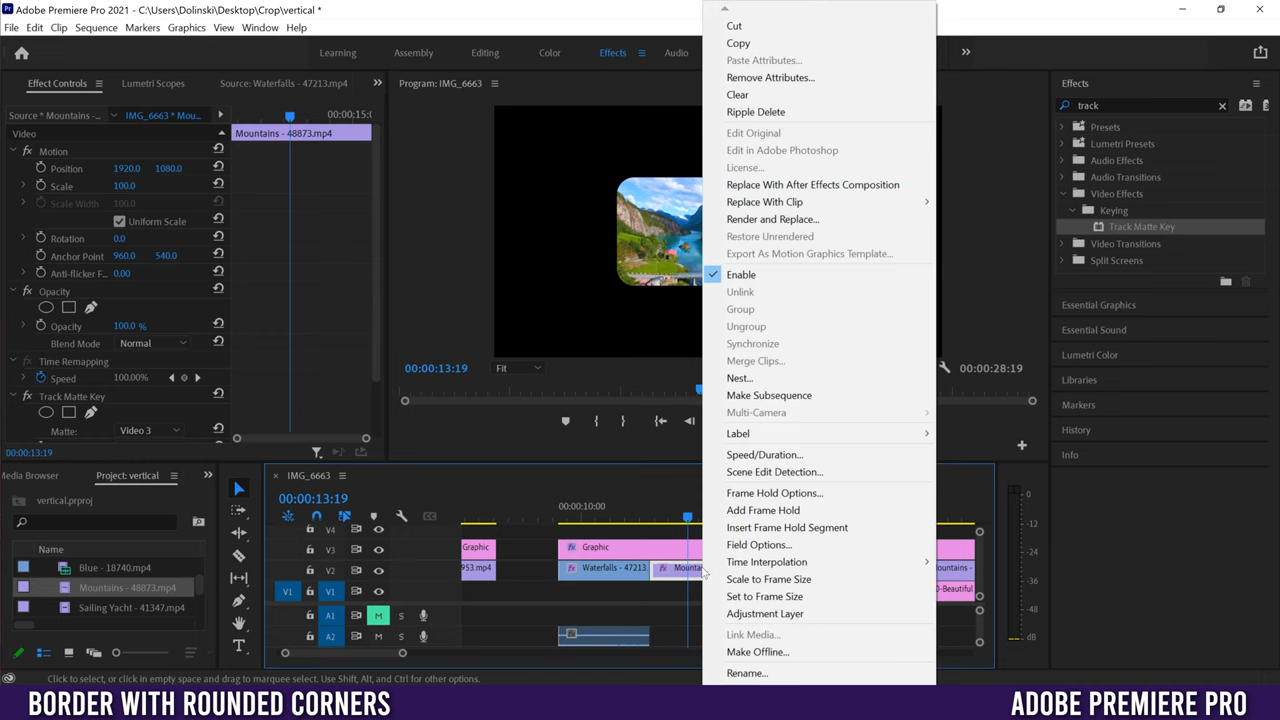 Adobe Premiere Pro 2021 - C:\Users\Dolinski\Desktop\Crop\vertical *
File Edit Clip Sequence Markers Graphics View Window Help
Learning Assembly Editing Color Effects Audio
Effect Controls Lumetri Scopes Source: Waterfalls - 47213.mp4
Source * Mountains -... IMG_6663 * Mou... 00:00:15:0
Video
Mountains - 48873.mp4
fx Motion
Position 1920.0 1080.0
Scale 100.0
Scale Width 100.0
Uniform Scale
Rotation 0.0
Anchor Point 960.0 540.0
Anti-flicker F... 0.00
fx Opacity
Opacity 100.0 %
Blend Mode Normal
fx Time Remapping
Speed 100.00%
fx Track Matte Key
Matte: Video 3
00:00:13:19
Program: IMG_6663
00:00:13:19 Fit 00:00:28:19
Cut
Copy
Paste Attributes...
Remove Attributes...
Clear
Ripple Delete
Edit Original
Edit in Adobe Photoshop
License...
Replace With After Effects Composition
Replace With Clip
Render and Replace...
Restore Unrendered
Export As Motion Graphics Template...
Enable
Unlink
Group
Ungroup
Synchronize
Merge Clips...
Nest...
Make Subsequence
Multi-Camera
Label
Speed/Duration...
Scene Edit Detection...
Frame Hold Options...
Add Frame Hold
Insert Frame Hold Segment
Field Options...
Time Interpolation
Scale to Frame Size
Set to Frame Size
Adjustment Layer
Link Media...
Make Offline...
Rename...
Effects
track
Presets
Lumetri Presets
Audio Effects
Audio Transitions
Video Effects
Keying
Track Matte Key
Video Transitions
Split Screens
Essential Graphics
Essential Sound
Lumetri Color
Libraries
Markers
History
Info
Media Browser Project: vertical
vertical.prproj
Name
Blue - 18740.mp4
Mountains - 48873.mp4
Sailing Yacht - 41347.mp4
IMG_6663
00:00:13:19 00:00:10:00
V4
V3 Graphic fx Graphic
V2 953.mp4 fx Waterfalls - 47213. fx Mountai ountains -
V1 V1 0-Beautiful
A1 M S
A2 M S
0
-12
-24
-36
-48
dB
Click to select, or click in empty space and drag to marquee select. Use Shift, Alt, and Ctrl for other options.
BORDER WITH ROUNDED CORNERS ADOBE PREMIERE PRO